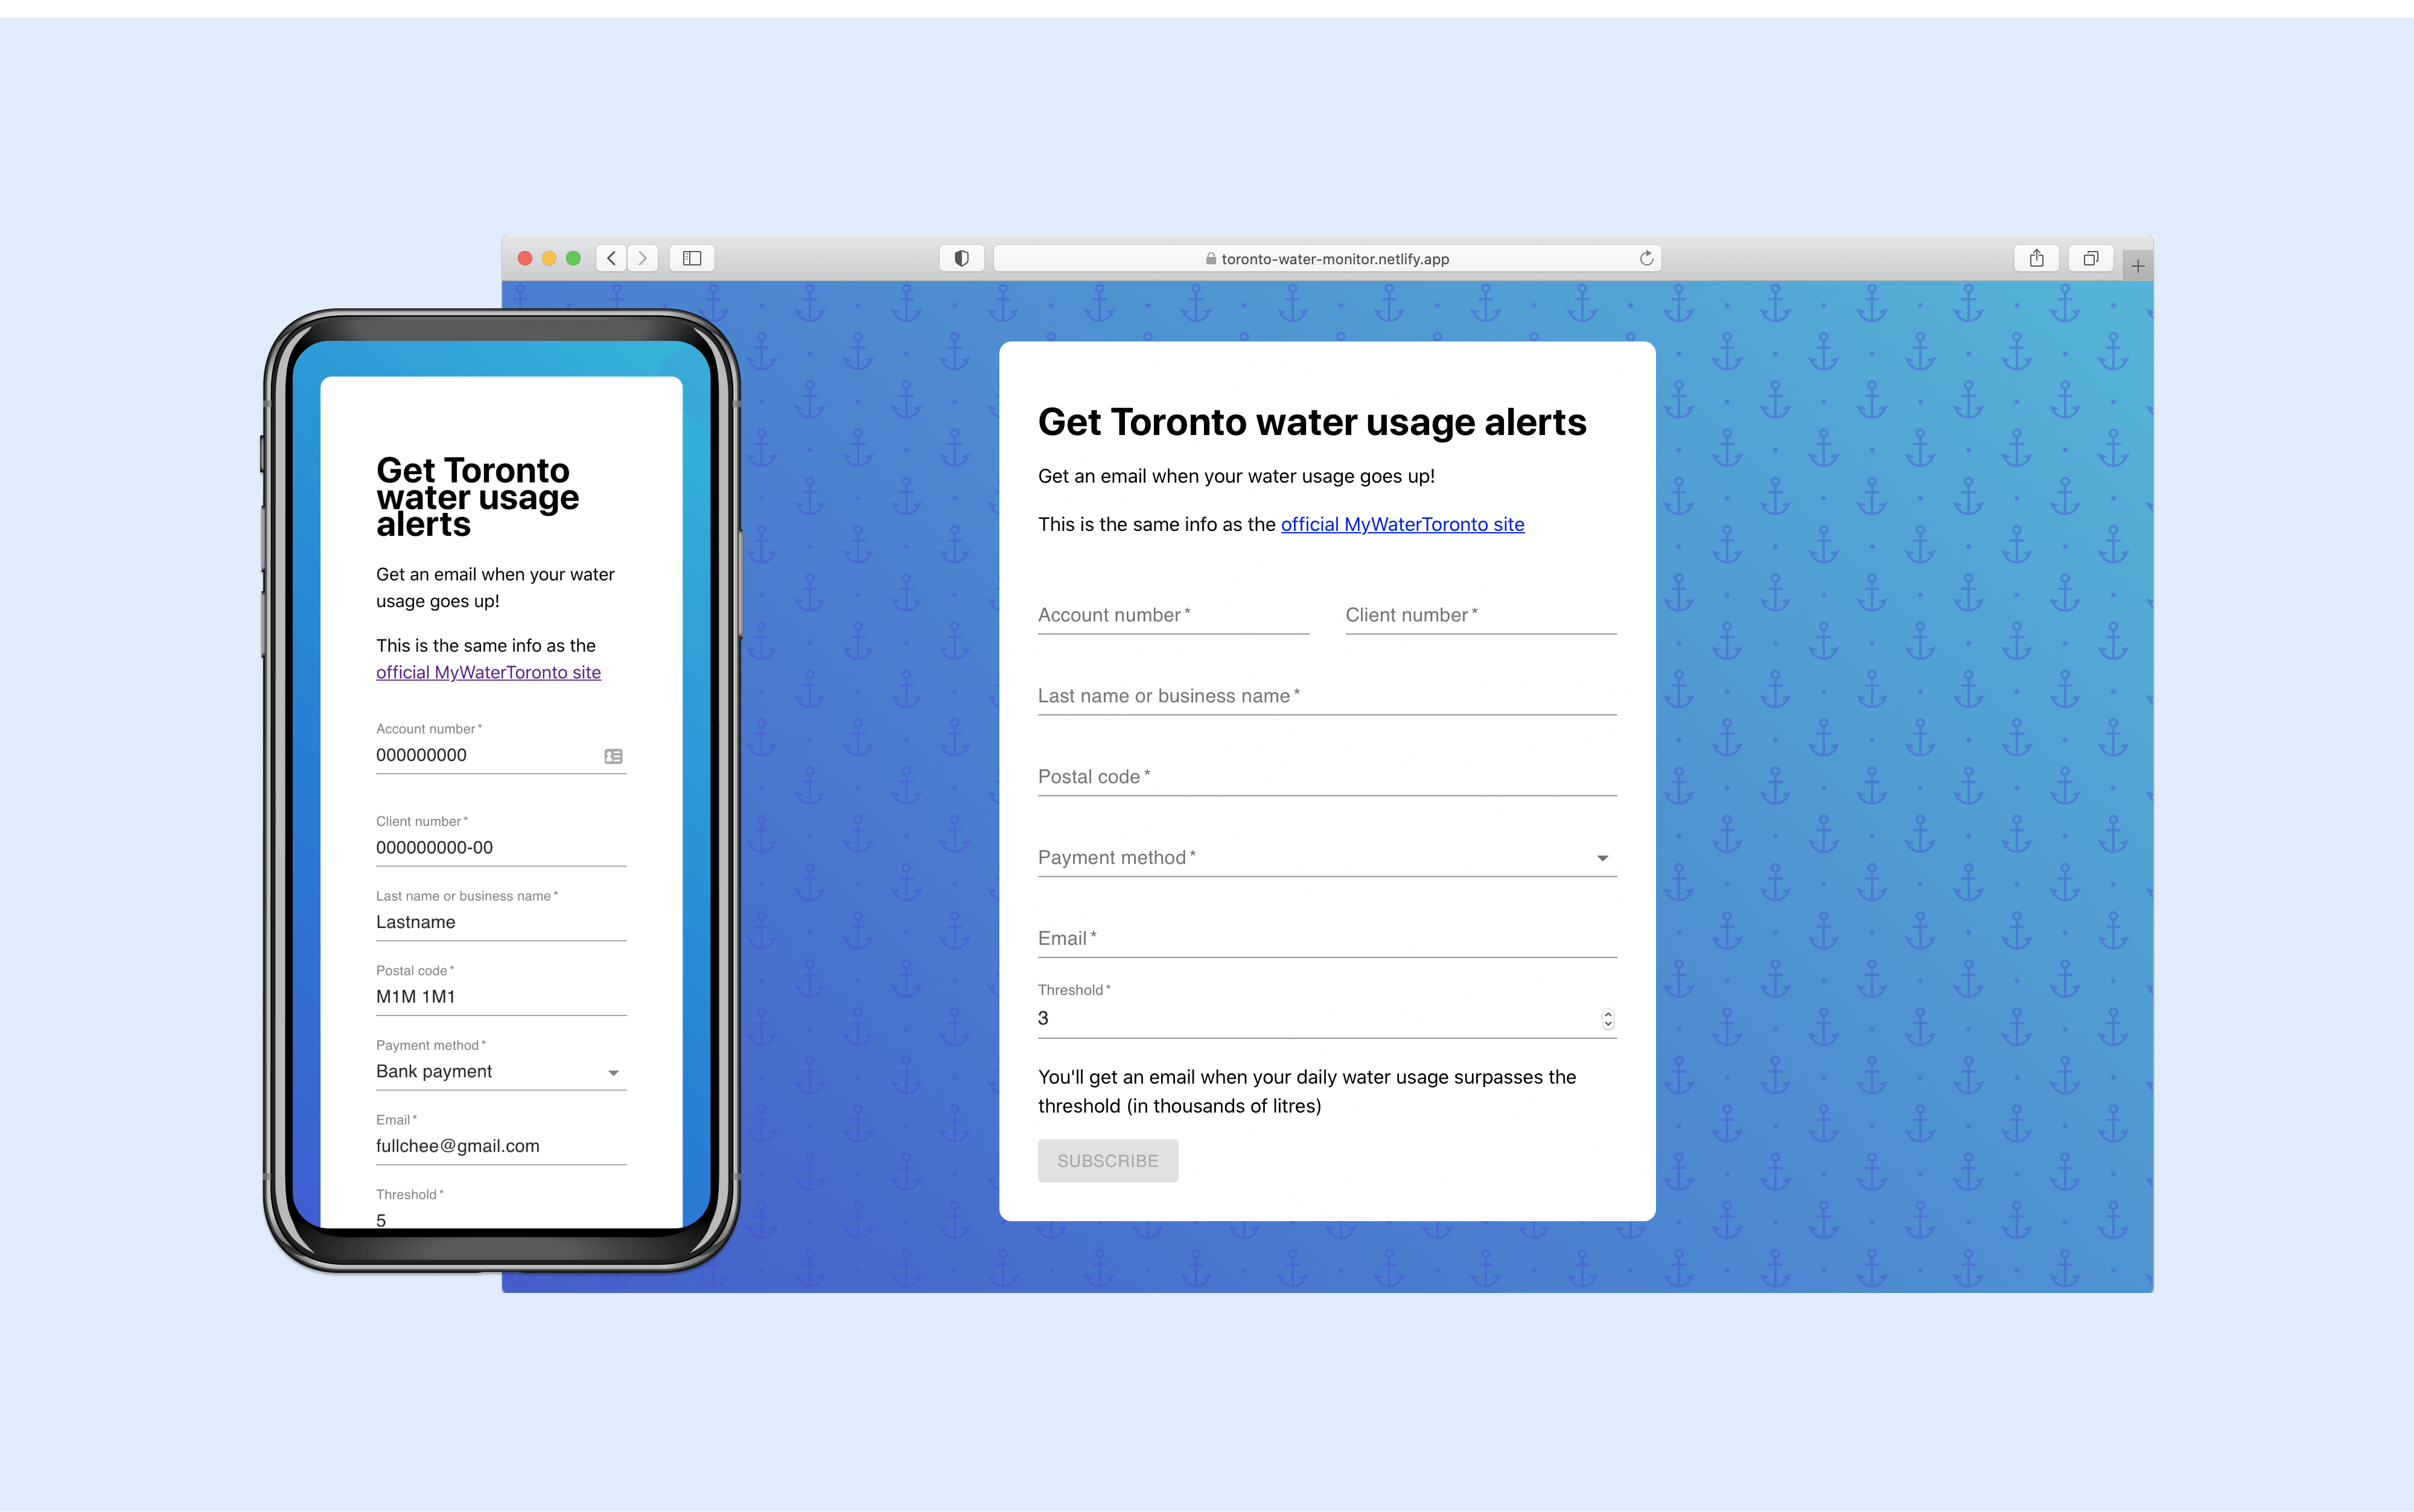 toronto-water-monitor.netlify.app
Get Toronto
water usage
alerts
Get an email when your water
usage goes up!
This is the same info as the
official MyWaterToronto site
Account number *
000000000
Client number *
000000000-00
Last name or business name *
Lastname
Postal code *
M1M 1M1
Payment method *
Bank payment
Email *
fullchee@gmail.com
Threshold *
5
Get Toronto water usage alerts
Get an email when your water usage goes up!
This is the same info as the official MyWaterToronto site
Account number * Client number *
Last name or business name *
Postal code *
Payment method *
Email *
Threshold *
3
You'll get an email when your daily water usage surpasses the
threshold (in thousands of litres)
SUBSCRIBE